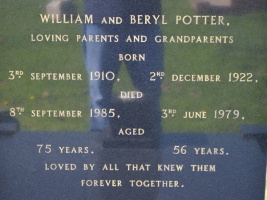 WILLIAM AND BERYL POTTER,
LOVING PARENTS AND GRANDPARENTS
BORN
3RD SEPTEMBER 1910, 2ND DECEMBER 1922,
DIED
8TH SEPTEMBER 1985, 3RD JUNE 1979,
AGED
75 YEARS. 56 YEARS.
LOVED BY ALL THAT KNEW THEM
FOREVER TOGETHER.